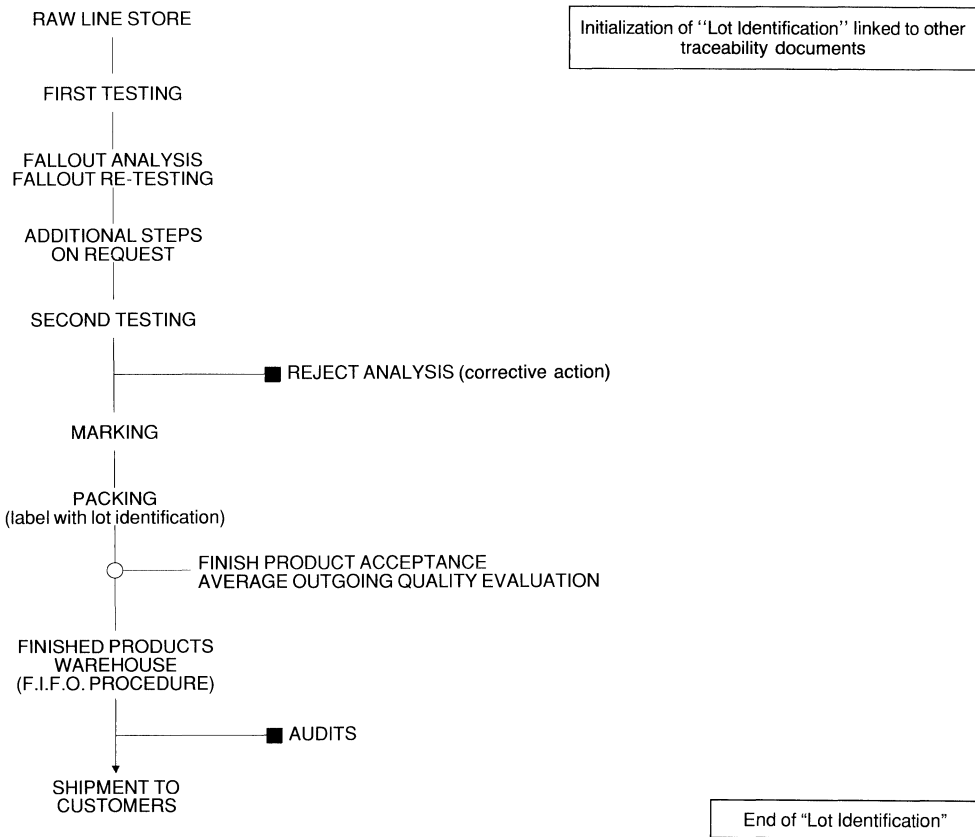 RAW LINE STORE
Initialization of "Lot Identification" linked to other
traceability documents
FIRST TESTING
FALLOUT ANALYSIS
FALLOUT RE-TESTING
ADDITIONAL STEPS
ON REQUEST
SECOND TESTING
REJECT ANALYSIS (corrective action)
MARKING
PACKING
(label with lot identification)
FINISH PRODUCT ACCEPTANCE
AVERAGE OUTGOING QUALITY EVALUATION
FINISHED PRODUCTS
WAREHOUSE
(F.I.F.O. PROCEDURE)
AUDITS
SHIPMENT TO
CUSTOMERS
End of "Lot Identification"